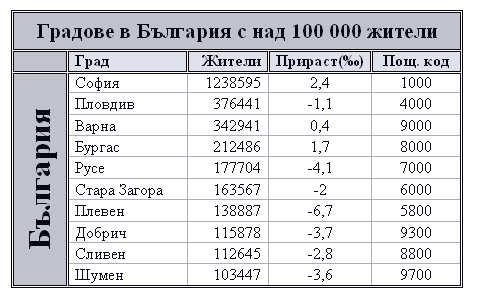 Градове в България с над 100 000 жители
Град Жители Прираст(‰) Пощ. код
България
София 1238595 2,4 1000
Пловдив 376441 -1,1 4000
Варна 342941 0,4 9000
Бургас 212486 1,7 8000
Русе 177704 -4,1 7000
Стара Загора 163567 -2 6000
Плевен 138887 -6,7 5800
Добрич 115878 -3,7 9300
Сливен 112645 -2,8 8800
Шумен 103447 -3,6 9700